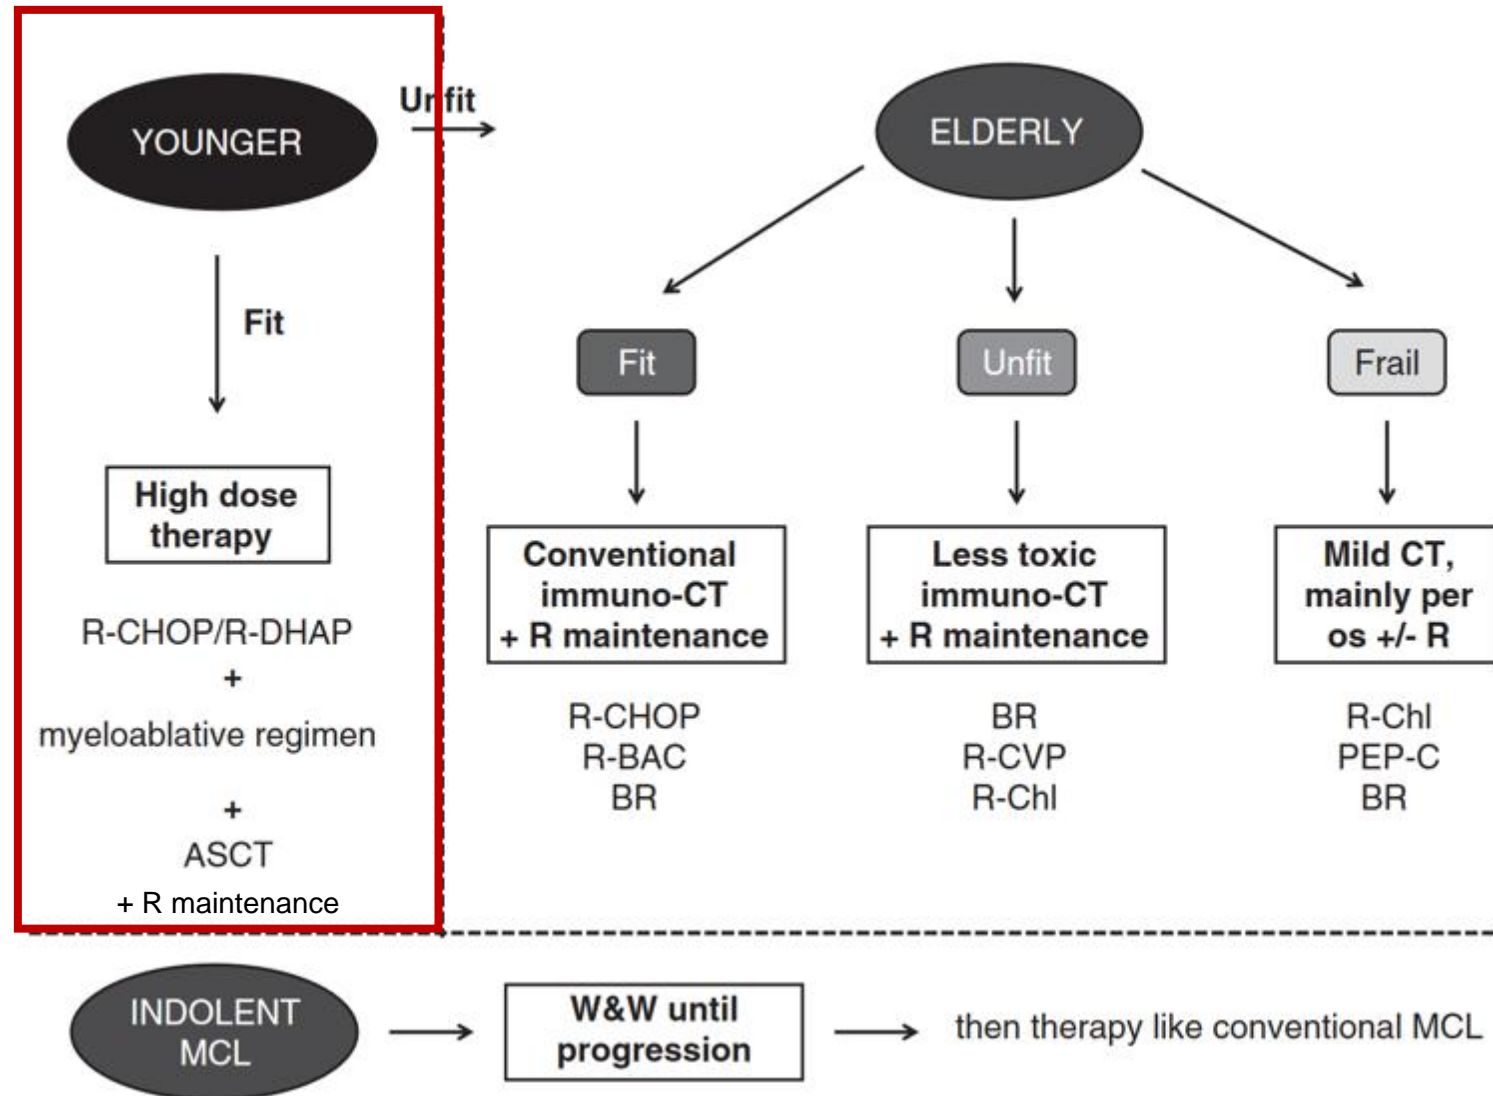 YOUNGER
Unfit
Fit
High dose
therapy
R-CHOP/R-DHAP
+
myeloablative regimen
+
ASCT
+ R maintenance
ELDERLY
Fit
Conventional
immuno-CT
+ R maintenance
R-CHOP
R-BAC
BR
Unfit
Less toxic
immuno-CT
+ R maintenance
BR
R-CVP
R-Chl
Frail
Mild CT,
mainly per
os +/- R
R-Chl
PEP-C
BR
INDOLENT
MCL
W&W until
progression
then therapy like conventional MCL